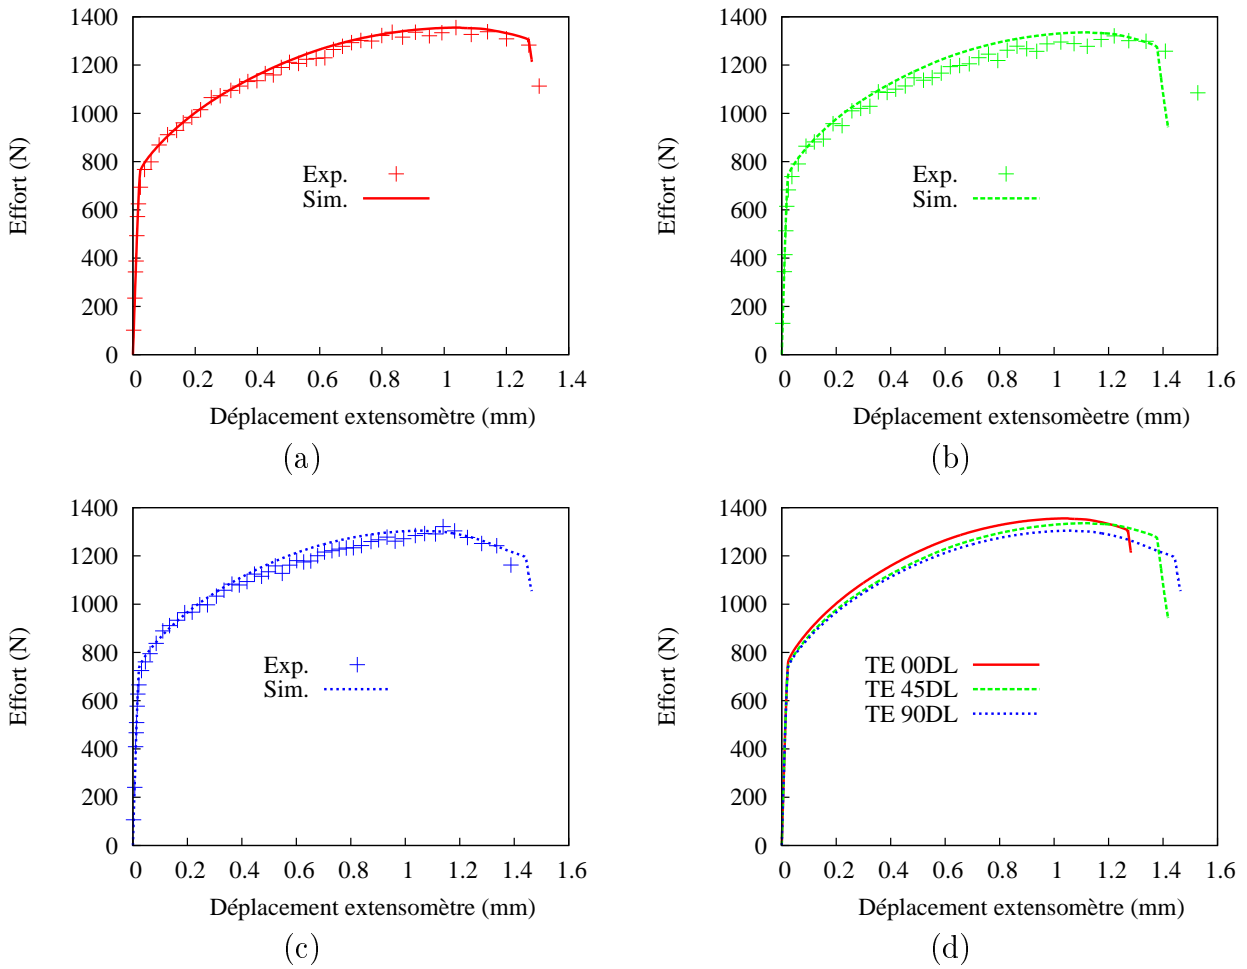 1400
1200
1000
800
600
400
200
0
Effort (N)
Exp.
Sim.
0 0.2 0.4 0.6 0.8 1 1.2 1.4
Déplacement extensomètre (mm)
(a)
1400
1200
1000
800
600
400
200
0
Effort (N)
Exp.
Sim.
0 0.2 0.4 0.6 0.8 1 1.2 1.4 1.6
Déplacement extensomèetre (mm)
(b)
1400
1200
1000
800
600
400
200
0
Effort (N)
Exp.
Sim.
0 0.2 0.4 0.6 0.8 1 1.2 1.4 1.6
Déplacement extensomètre (mm)
(c)
1400
1200
1000
800
600
400
200
0
Effort (N)
TE 00DL
TE 45DL
TE 90DL
0 0.2 0.4 0.6 0.8 1 1.2 1.4 1.6
Déplacement extensomètre (mm)
(d)